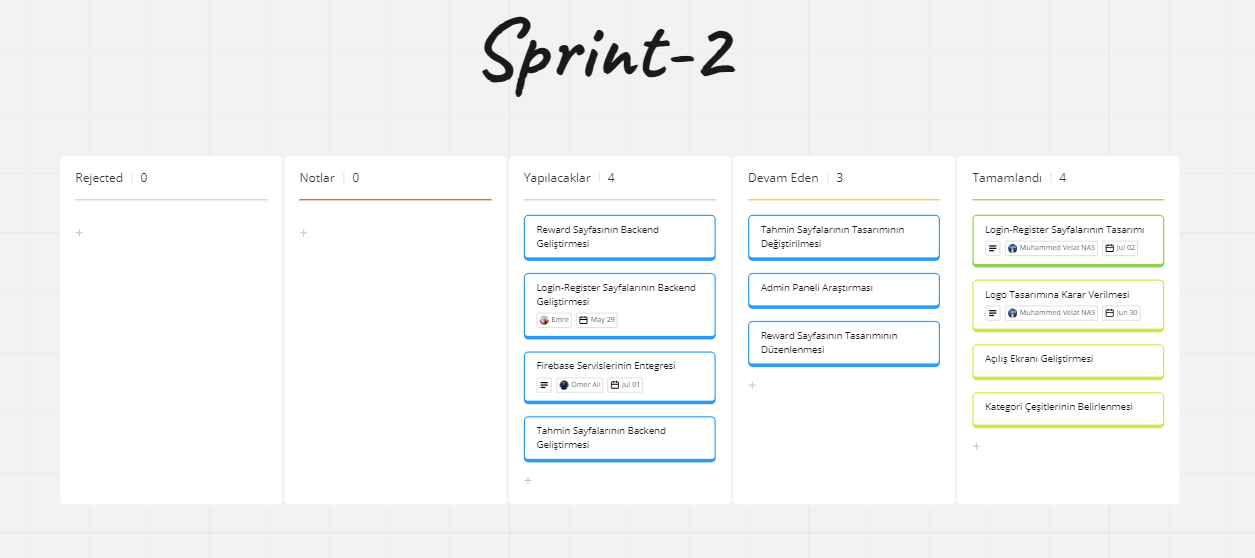 Sprint-2
Rejected | 0
Notlar | 0
Yapılacaklar | 4
Devam Eden | 3
Tamamlandı | 4
+
+
Reward Sayfasının Backend
Geliştirmesi
Login-Register Sayfalarının Backend
Geliştirmesi
Emre
May 29
Firebase Servislerinin Entegresi
Omer Ali
Jul 01
Tahmin Sayfalarının Backend
Geliştirmesi
+
Tahmin Sayfalarının Tasarımının
Değiştirilmesi
Admin Paneli Araştırması
Reward Sayfasının Tasarımının
Düzenlenmesi
+
Login-Register Sayfalarının Tasarımı
Muhammed Velat NAS
Jul 02
Logo Tasarımına Karar Verilmesi
Muhammed Velat NAS
Jun 30
Açılış Ekranı Geliştirmesi
Kategori Çeşitlerinin Belirlenmesi
+